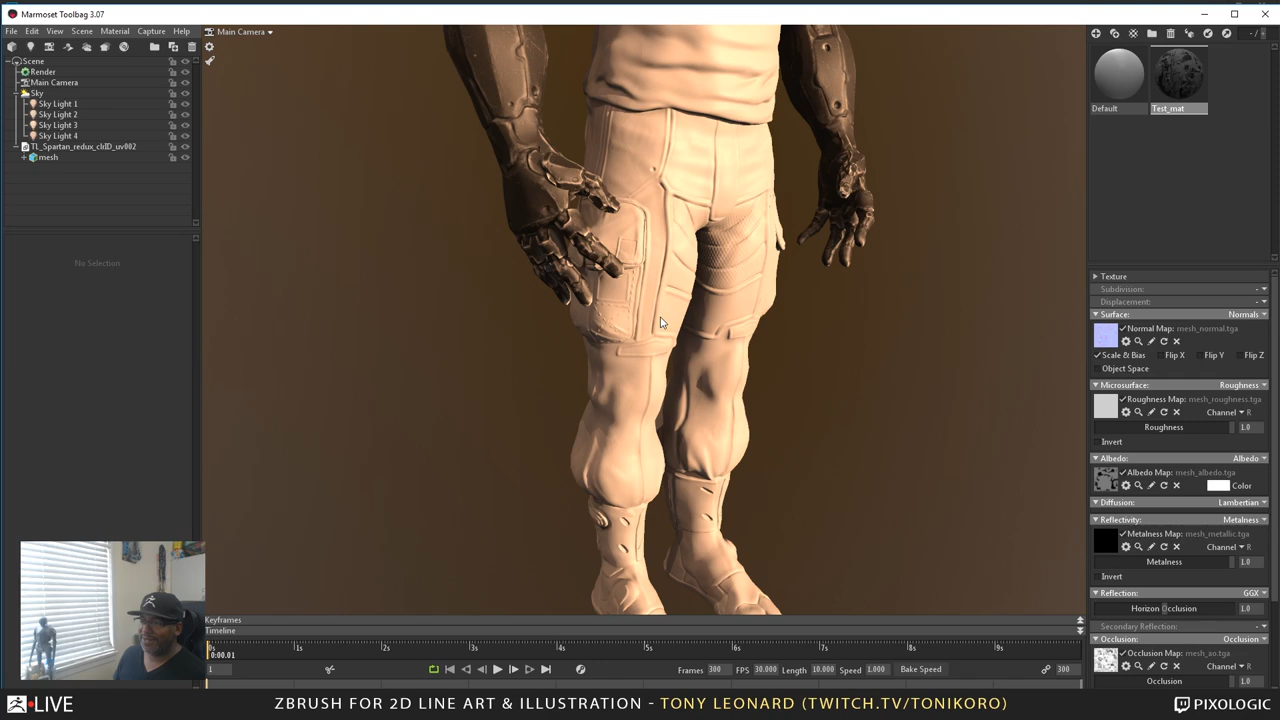 Marmoset Toolbag 3.07
File Edit View Scene Material Capture Help
Main Camera
- /
Scene
Render
Main Camera
Sky
Sky Light 1
Sky Light 2
Sky Light 3
Sky Light 4
TL_Spartan_redux_clrID_uv002
mesh
No Selection
Default
Test_mat
Texture
Subdivision: -
Displacement: -
Surface: Normals
Normal Map: mesh_normal.tga
Scale & Bias Flip X Flip Y Flip Z
Object Space
Microsurface: Roughness
Roughness Map: mesh_roughness.tga
Channel R
Roughness 1.0
Invert
Albedo: Albedo
Albedo Map: mesh_albedo.tga
Color
Diffusion: Lambertian
Reflectivity: Metalness
Metalness Map: mesh_metallic.tga
Channel R
Metalness 1.0
Invert
Reflection: GGX
Horizon Occlusion 1.0
Secondary Reflection: -
Occlusion: Occlusion
Occlusion Map: mesh_ao.tga
Channel R
Occlusion 1.0
Keyframes
Timeline
0s 1s 2s 3s 4s 5s 6s 7s 8s 9s
0:00.01
1 Frames 300 FPS 30.000 Length 10.000 Speed 1.000 Bake Speed 300
LIVE ZBRUSH FOR 2D LINE ART & ILLUSTRATION - TONY LEONARD (TWITCH.TV/TONIKORO) PIXOLOGIC